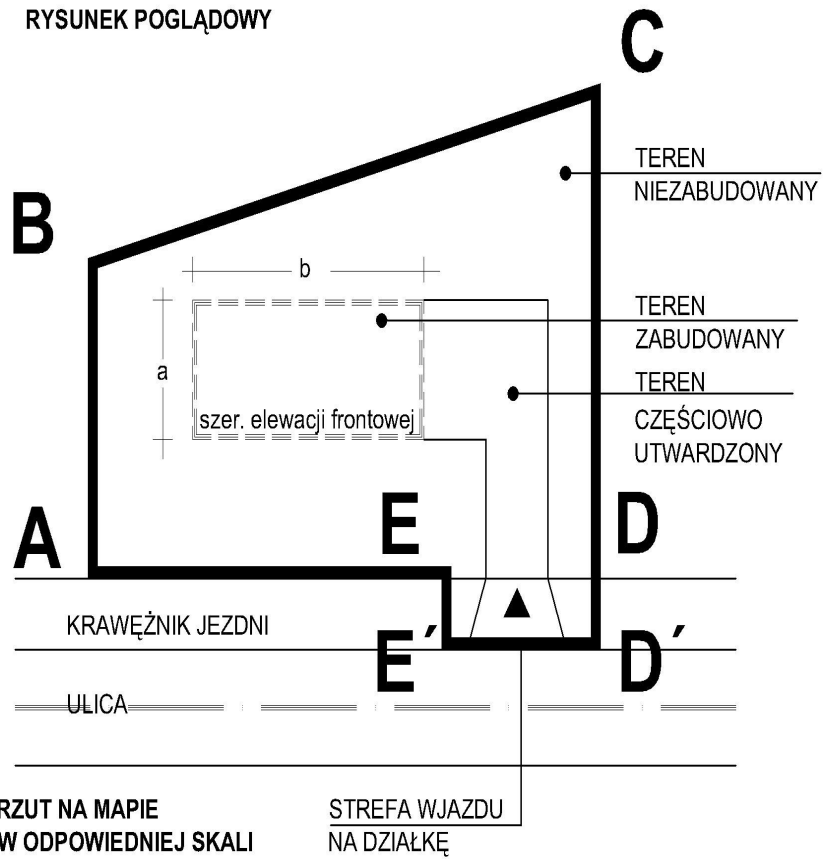 RYSUNEK POGLĄDOWY
C
TEREN
NIEZABUDOWANY
B
b
TEREN
ZABUDOWANY
a
TEREN
CZĘŚCIOWO
UTWARDZONY
szer. elewacji frontowej
A
E
D
KRAWĘŻNIK JEZDNI
E´
D´
ULICA
RZUT NA MAPIE
W ODPOWIEDNIEJ SKALI
STREFA WJAZDU
NA DZIAŁKĘ